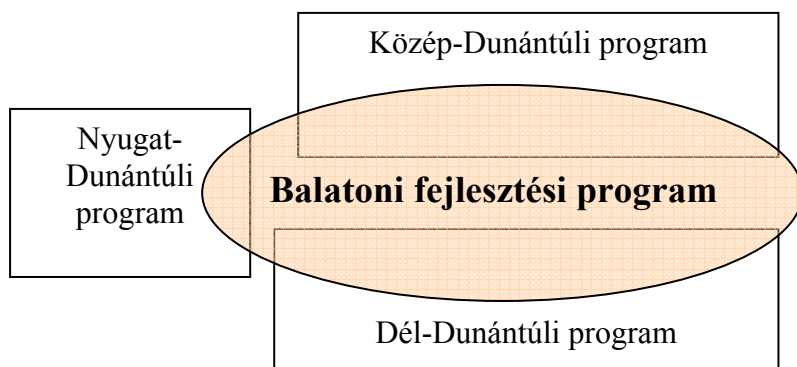 Közép-Dunántúli program
Nyugat-
Dunántúli
program
Balatoni fejlesztési program
Dél-Dunántúli program